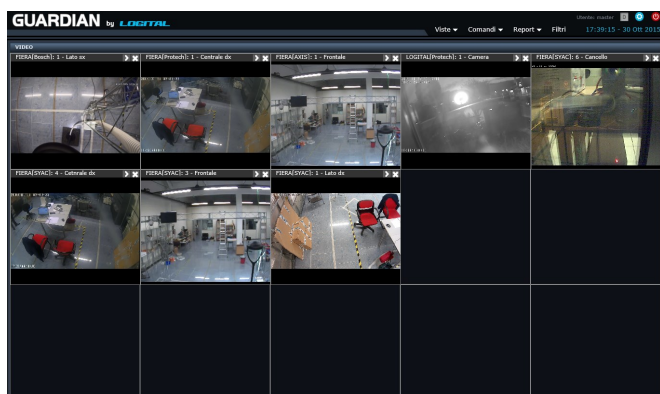 GUARDIAN by LOGITAL
Utente: master
Viste Comandi Report Filtri 17:39:15 - 30 Ott 2015
VIDEO
FIERA[Bosch]: 1 - Lato sx
FIERA[Protech]: 1 - Centrale dx
FIERA[AXIS]: 1 - Frontale
LOGITAL[Protech]: 1 - Camera
FIERA[SYAC]: 6 - Cancello
FIERA[SYAC]: 4 - Cetnrale dx
FIERA[SYAC]: 3 - Frontale
FIERA[SYAC]: 1 - Lato dx